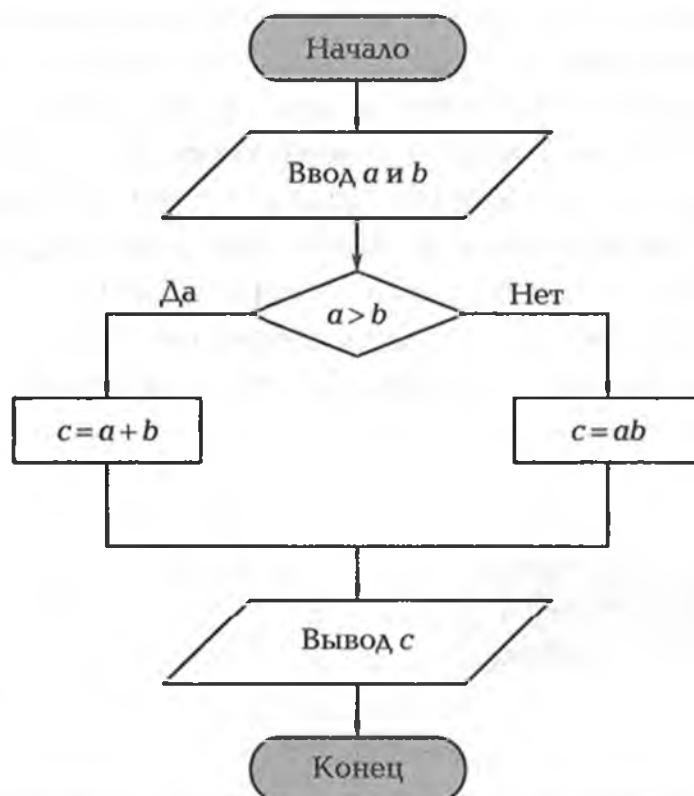 Начало
Ввод a и b
Да
a > b
Нет
c = a + b
c = ab
Вывод c
Конец